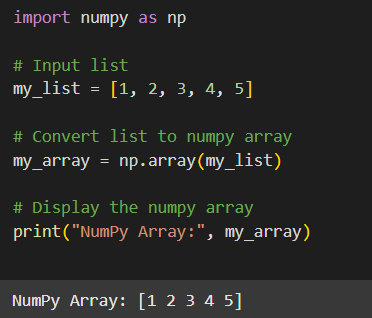 import numpy as np
# Input list
my_list = [1, 2, 3, 4, 5]
# Convert list to numpy array
my_array = np.array(my_list)
# Display the numpy array
print("NumPy Array:", my_array)
NumPy Array: [1 2 3 4 5]